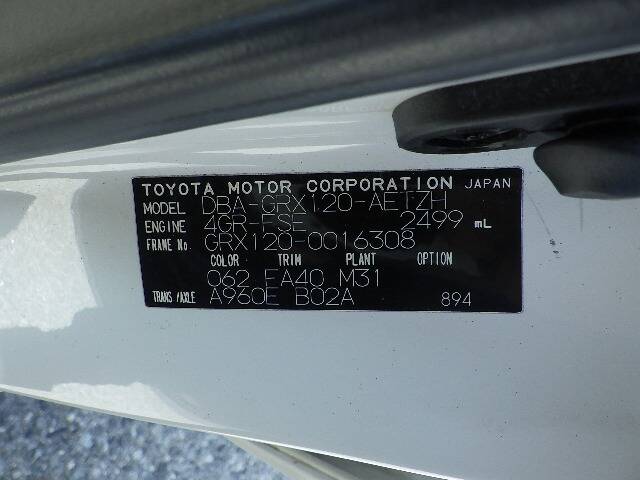 TOYOTA MOTOR CORPORATION JAPAN
MODEL DBA-GRX120-AETZH
ENGINE 4GR-FSE 2499 mL
FRAME No. GRX120-0016308
COLOR TRIM PLANT OPTION
062 FA40 M31
TRANS/AXLE A960E B02A 894